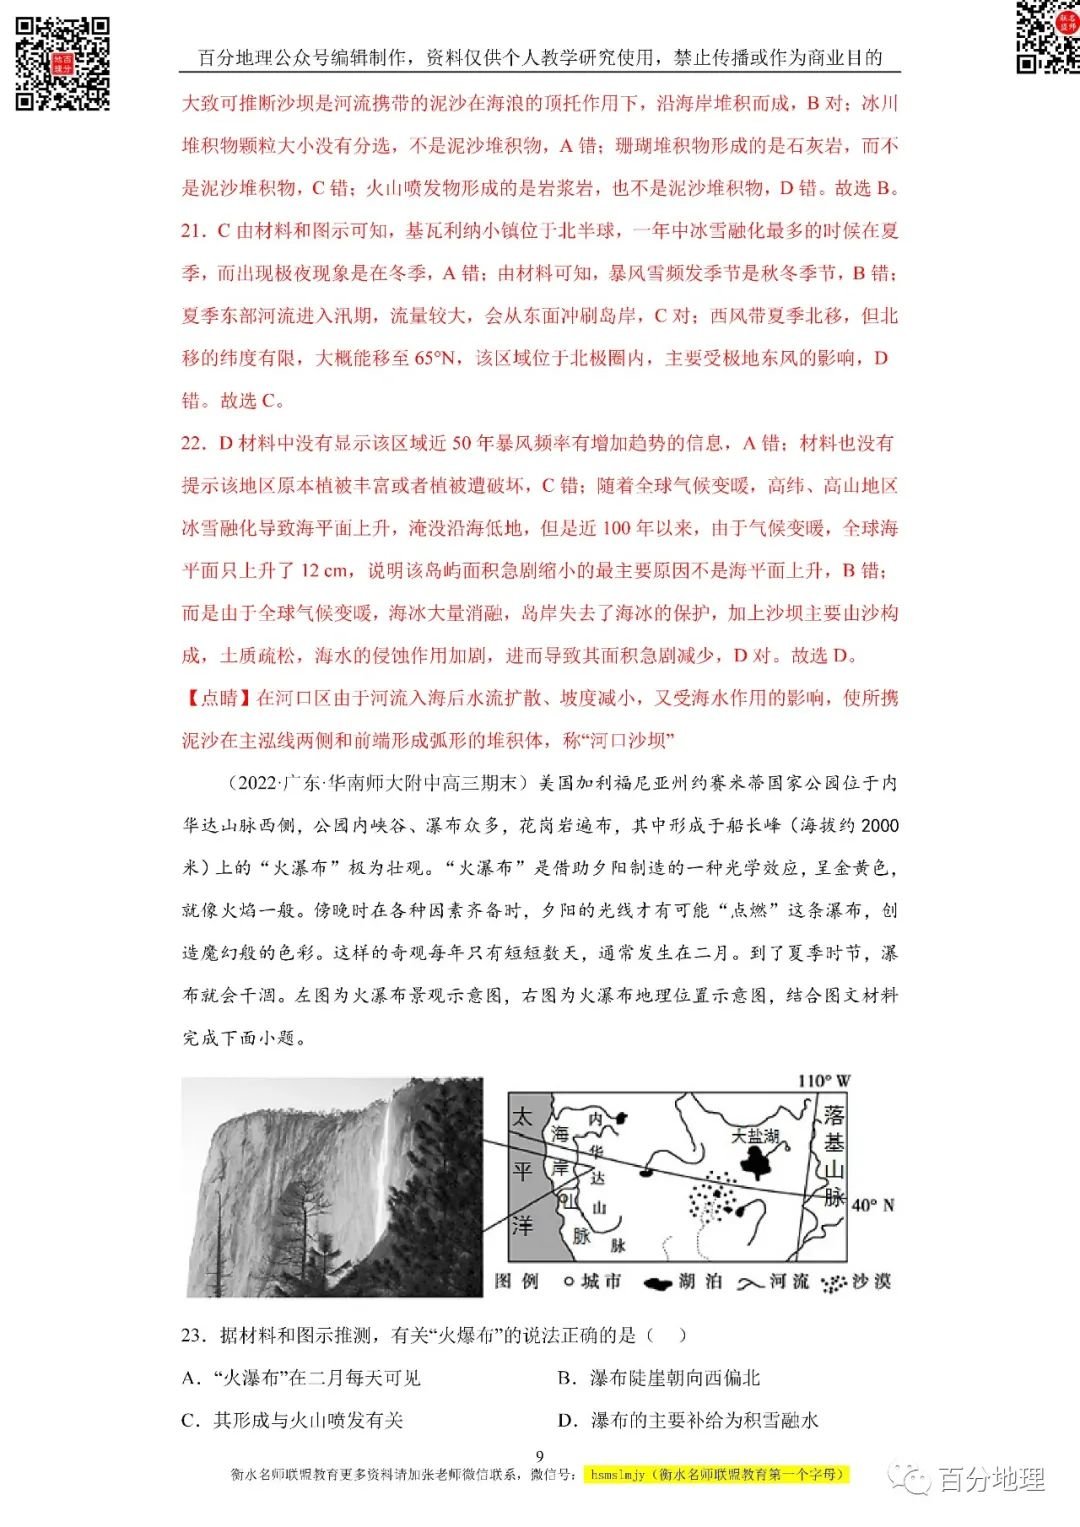 百分地理公众号编辑制作，资料仅供个人教学研究使用，禁止传播或作为商业目的
大致可推断沙坝是河流携带的泥沙在海浪的顶托作用下，沿海岸堆积而成，B 对；冰川
堆积物颗粒大小没有分选，不是泥沙堆积物，A 错；珊瑚堆积物形成的是石灰岩，而不
是泥沙堆积物，C 错；火山喷发物形成的是岩浆岩，也不是泥沙堆积物，D 错。故选 B。
21．C 由材料和图示可知，基瓦利纳小镇位于北半球，一年中冰雪融化最多的时候在夏
季，而出现极夜现象是在冬季，A 错；由材料可知，暴风雪频发季节是秋冬季节，B 错；
夏季东部河流进入汛期，流量较大，会从东面冲刷岛岸，C 对；西风带夏季北移，但北
移的纬度有限，大概能移至 65°N，该区域位于北极圈内，主要受极地东风的影响，D
错。故选 C。
22．D 材料中没有显示该区域近 50 年暴风频率有增加趋势的信息，A 错；材料也没有
提示该地区原本植被丰富或者植被遭破坏，C 错；随着全球气候变暖，高纬、高山地区
冰雪融化导致海平面上升，淹没沿海低地，但是近 100 年以来，由于气候变暖，全球海
平面只上升了 12 cm，说明该岛屿面积急剧缩小的最主要原因不是海平面上升，B 错；
而是由于全球气候变暖，海冰大量消融，岛岸失去了海冰的保护，加上沙坝主要山沙构
成，土质疏松，海水的侵蚀作用加剧，进而导致其面积急剧减少，D 对。故选 D。
【点睛】在河口区由于河流入海后水流扩散、坡度减小，又受海水作用的影响，使所携
泥沙在主泓线两侧和前端形成弧形的堆积体，称“河口沙坝”
（2022·广东·华南师大附中高三期末）美国加利福尼亚州约赛米蒂国家公园位于内
华达山脉西侧，公园内峡谷、瀑布众多，花岗岩遍布，其中形成于船长峰（海拔约 2000
米）上的“火瀑布”极为壮观。“火瀑布”是借助夕阳制造的一种光学效应，呈金黄色，
就像火焰一般。傍晚时在各种因素齐备时，夕阳的光线才有可能“点燃”这条瀑布，创
造魔幻般的色彩。这样的奇观每年只有短短数天，通常发生在二月。到了夏季时节，瀑
布就会干涸。左图为火瀑布景观示意图，右图为火瀑布地理位置示意图，结合图文材料
完成下面小题。
110° W
太平洋
海岸山脉
内华达山脉
大盐湖
落基山脉
40° N
图例 城市 湖泊 河流 沙漠
23．据材料和图示推测，有关“火爆布”的说法正确的是（ ）
A．“火瀑布”在二月每天可见 B．瀑布陡崖朝向西偏北
C．其形成与火山喷发有关 D．瀑布的主要补给为积雪融水
9
衡水名师联盟教育更多资料请加张老师微信联系，微信号： hsmslmjy（衡水名师联盟教育第一个字母）
百分地理